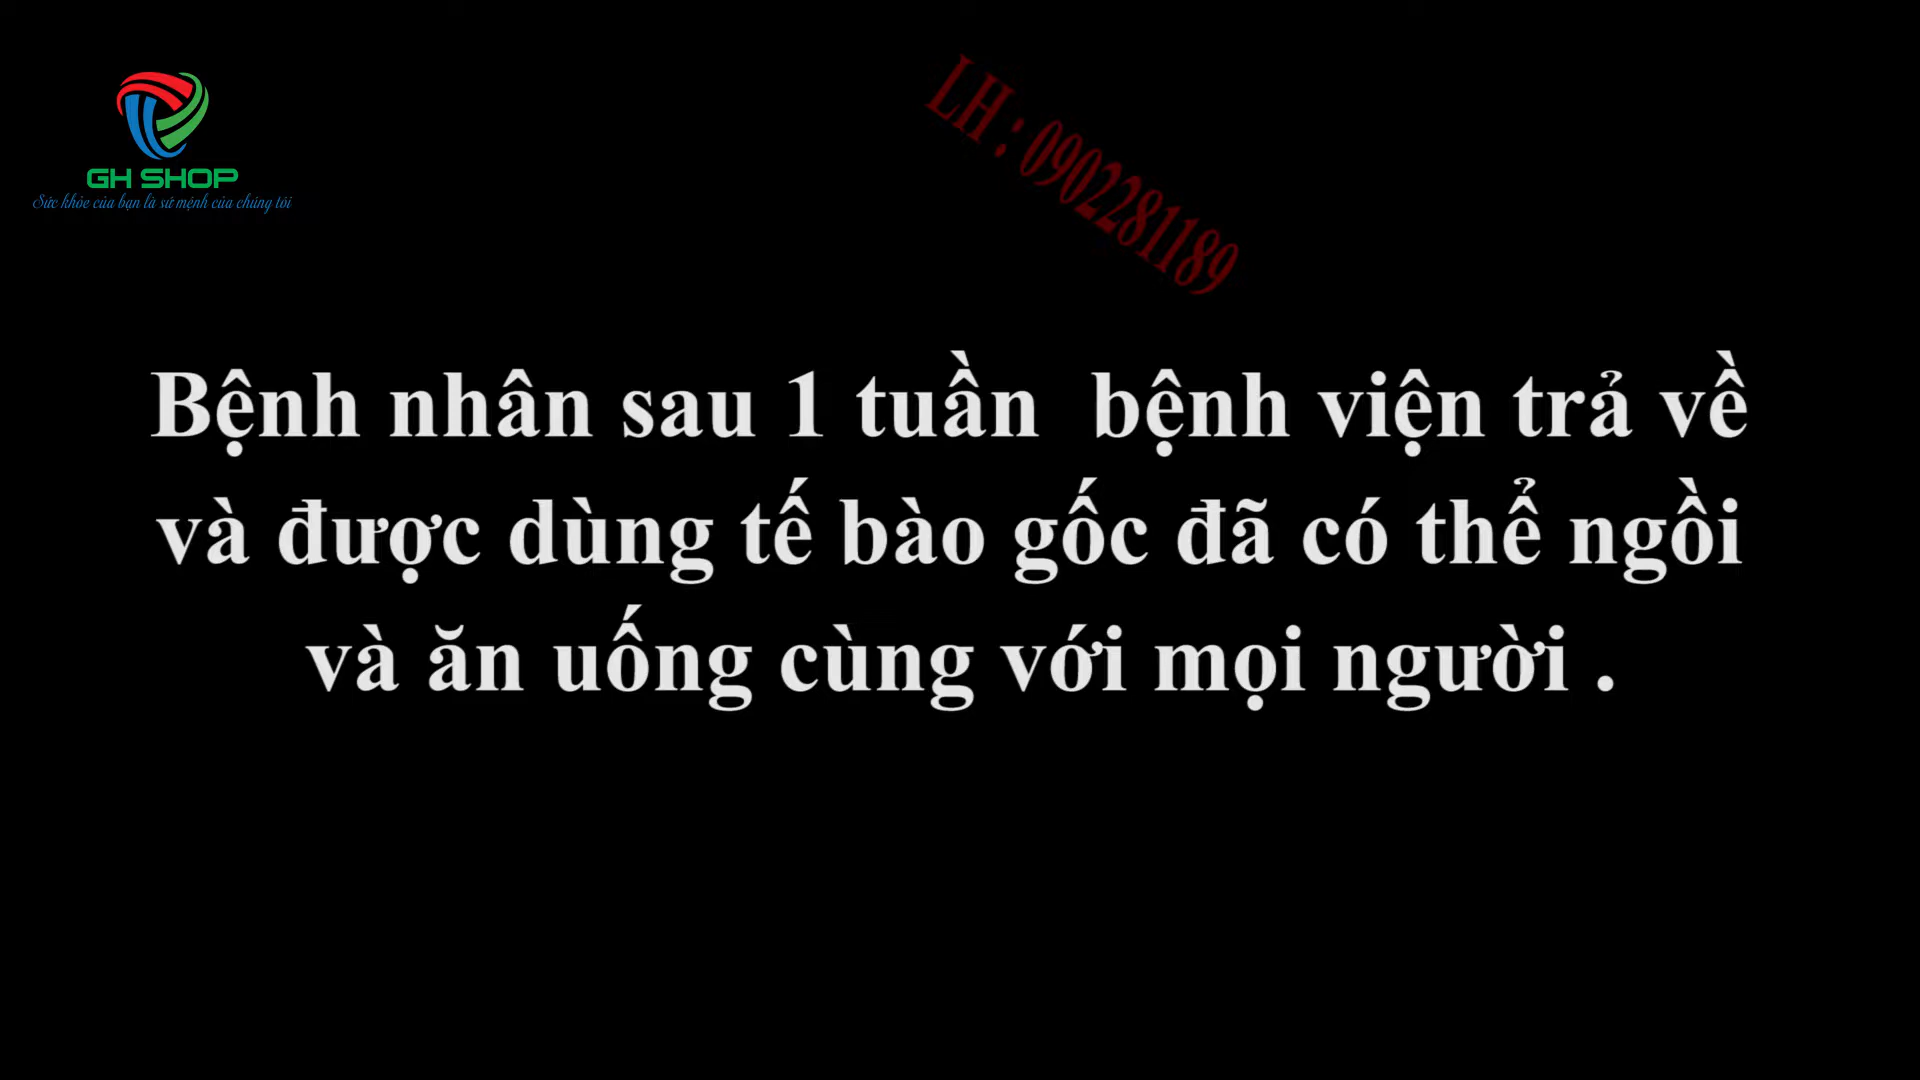 GH SHOP
Sức khỏe của bạn là sứ mệnh của chúng tôi
LH : 0902281189
Bệnh nhân sau 1 tuần bệnh viện trả về
và được dùng tế bào gốc đã có thể ngồi
và ăn uống cùng với mọi người .